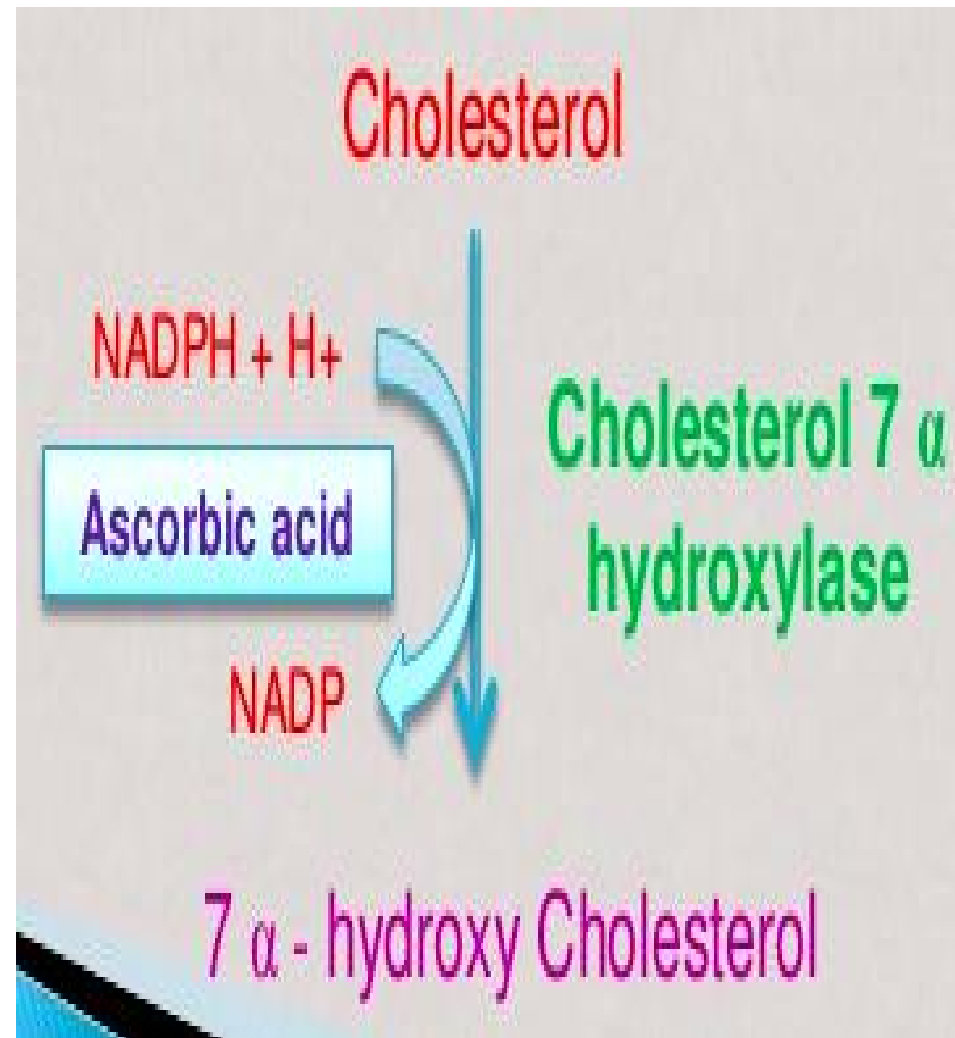 Cholesterol
NADPH + H+
Ascorbic acid
NADP
Cholesterol 7 α
hydroxylase
7 α - hydroxy Cholesterol